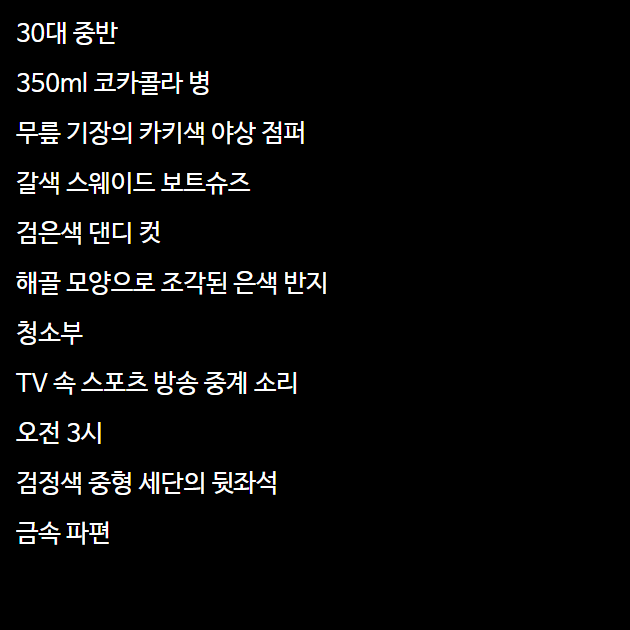 30대 중반
350ml 코카콜라 병
무릎 기장의 카키색 야상 점퍼
갈색 스웨이드 보트슈즈
검은색 댄디 컷
해골 모양으로 조각된 은색 반지
청소부
TV 속 스포츠 방송 중계 소리
오전 3시
검정색 중형 세단의 뒷좌석
금속 파편